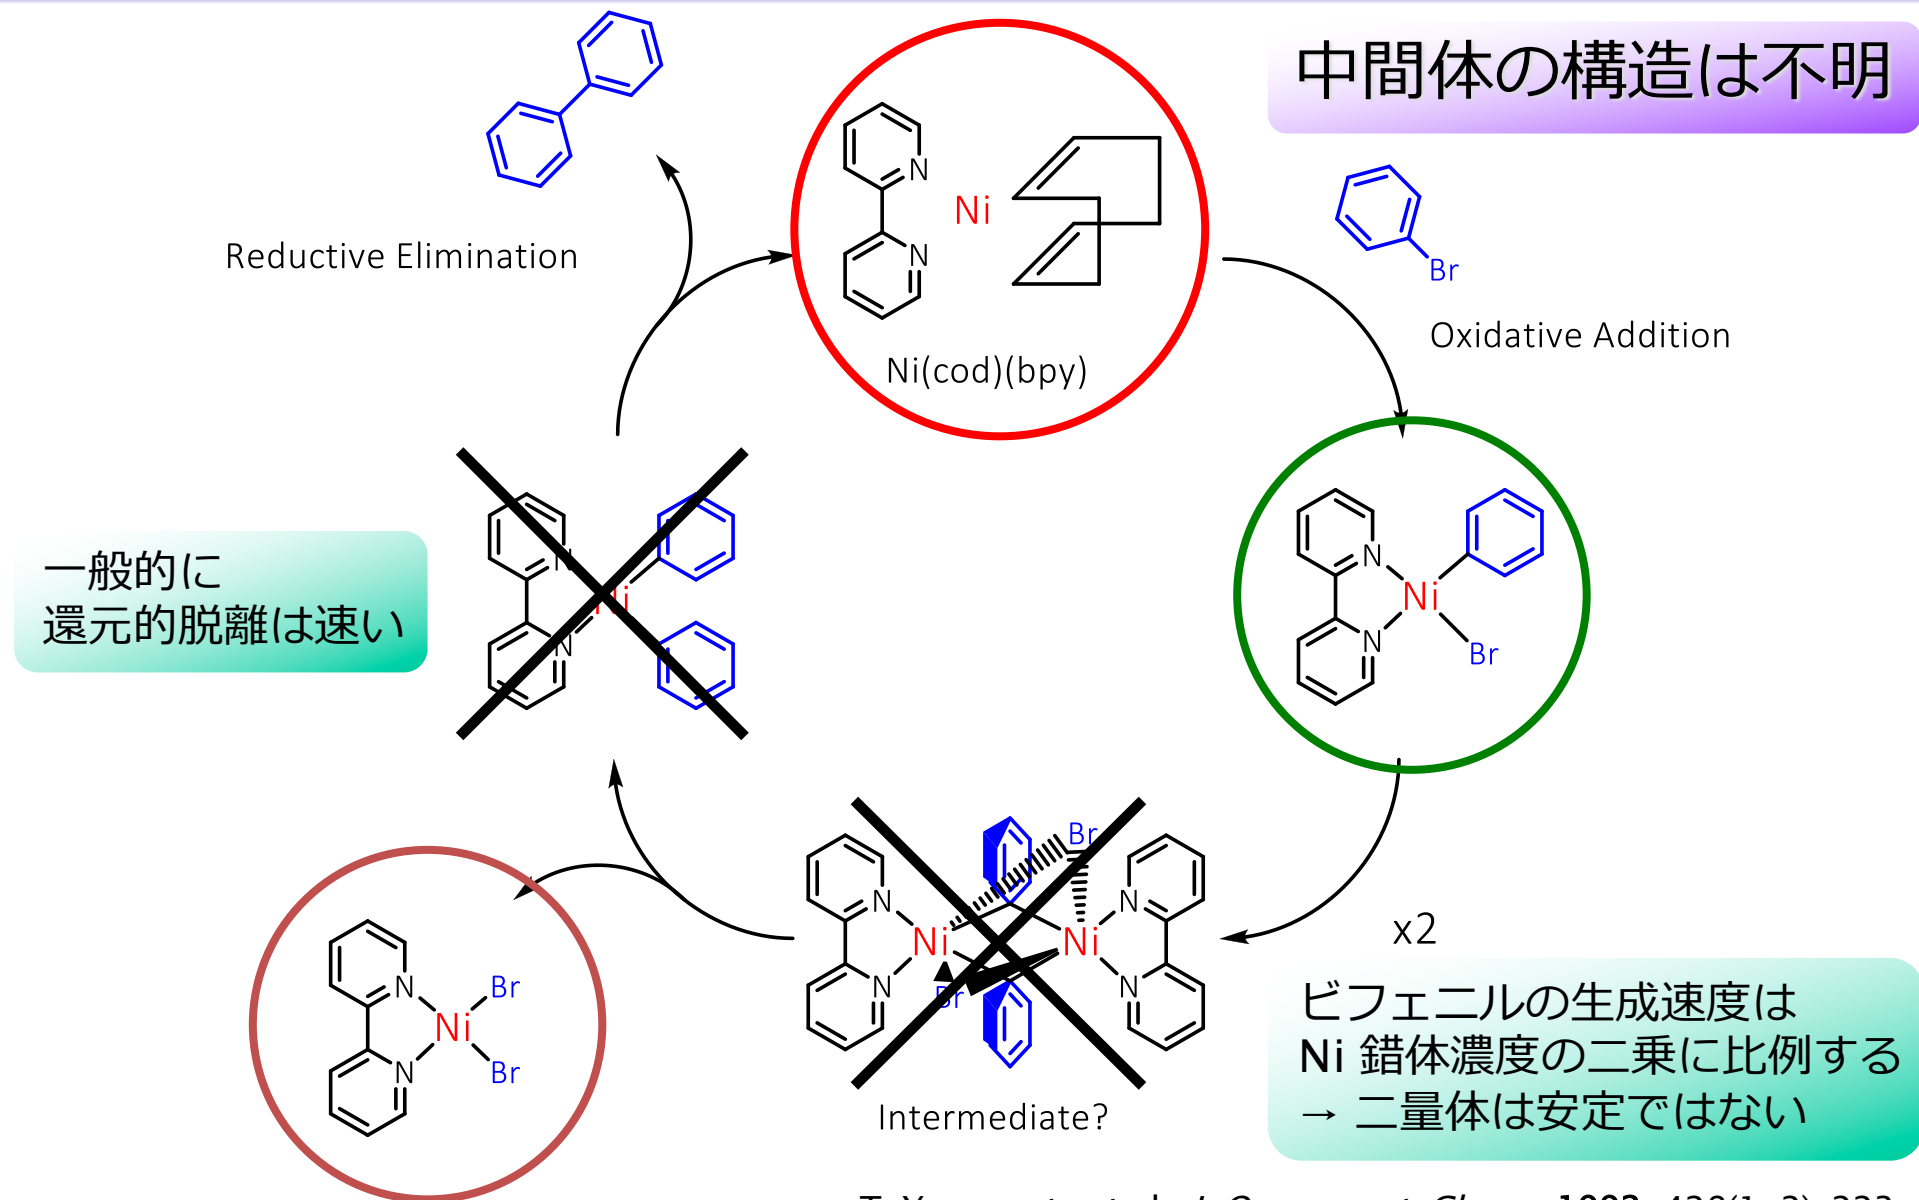 中間体の構造は不明
N
N
Ni
Ni(cod)(bpy)
Br
Reductive Elimination
Oxidative Addition
一般的に
還元的脱離は速い
N
N
Ni
N
N
Ni
Br
N
N
Ni
Br
Br
N
N
Ni
Br
Br
Ni
N
N
Intermediate?
x2
ビフェニルの生成速度は
Ni 錯体濃度の二乗に比例する
→ 二量体は安定ではない